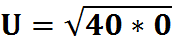 U = √40 * 0